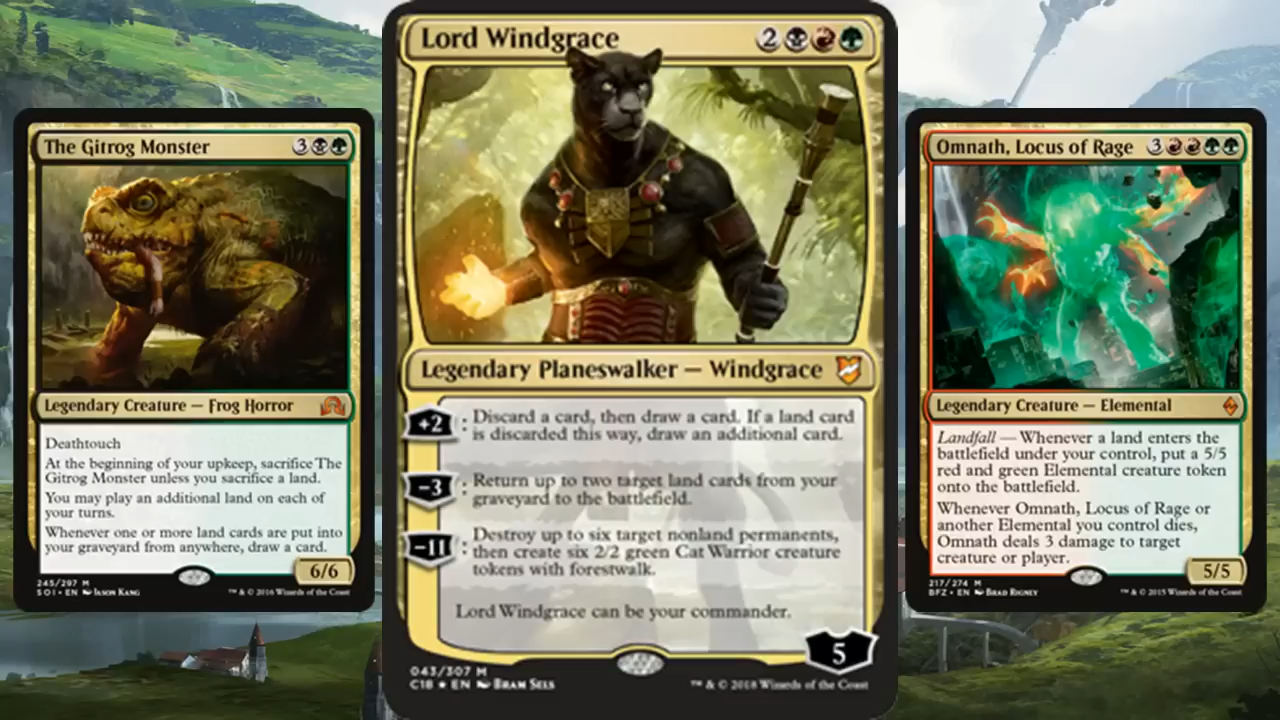 The Gitrog Monster 3
Legendary Creature — Frog Horror
Deathtouch
At the beginning of your upkeep, sacrifice The
Gitrog Monster unless you sacrifice a land.
You may play an additional land on each of
your turns.
Whenever one or more land cards are put into
your graveyard from anywhere, draw a card.
6/6
245/297 M
SOI • EN Jason Kang
™ & © 2016 Wizards of the Coast
Lord Windgrace 2
Legendary Planeswalker — Windgrace
+2 : Discard a card, then draw a card. If a land card
is discarded this way, draw an additional card.
-3 : Return up to two target land cards from your
graveyard to the battlefield.
-11 : Destroy up to six target nonland permanents,
then create six 2/2 green Cat Warrior creature
tokens with forestwalk.
Lord Windgrace can be your commander.
5
043/307 M
C18 ★ EN Bram Sels
™ & © 2018 Wizards of the Coast
Omnath, Locus of Rage 3
Legendary Creature — Elemental
Landfall — Whenever a land enters the
battlefield under your control, put a 5/5
red and green Elemental creature token
onto the battlefield.
Whenever Omnath, Locus of Rage or
another Elemental you control dies,
Omnath deals 3 damage to target
creature or player.
5/5
217/274 M
BFZ • EN Brad Rigney
™ & © 2015 Wizards of the Coast